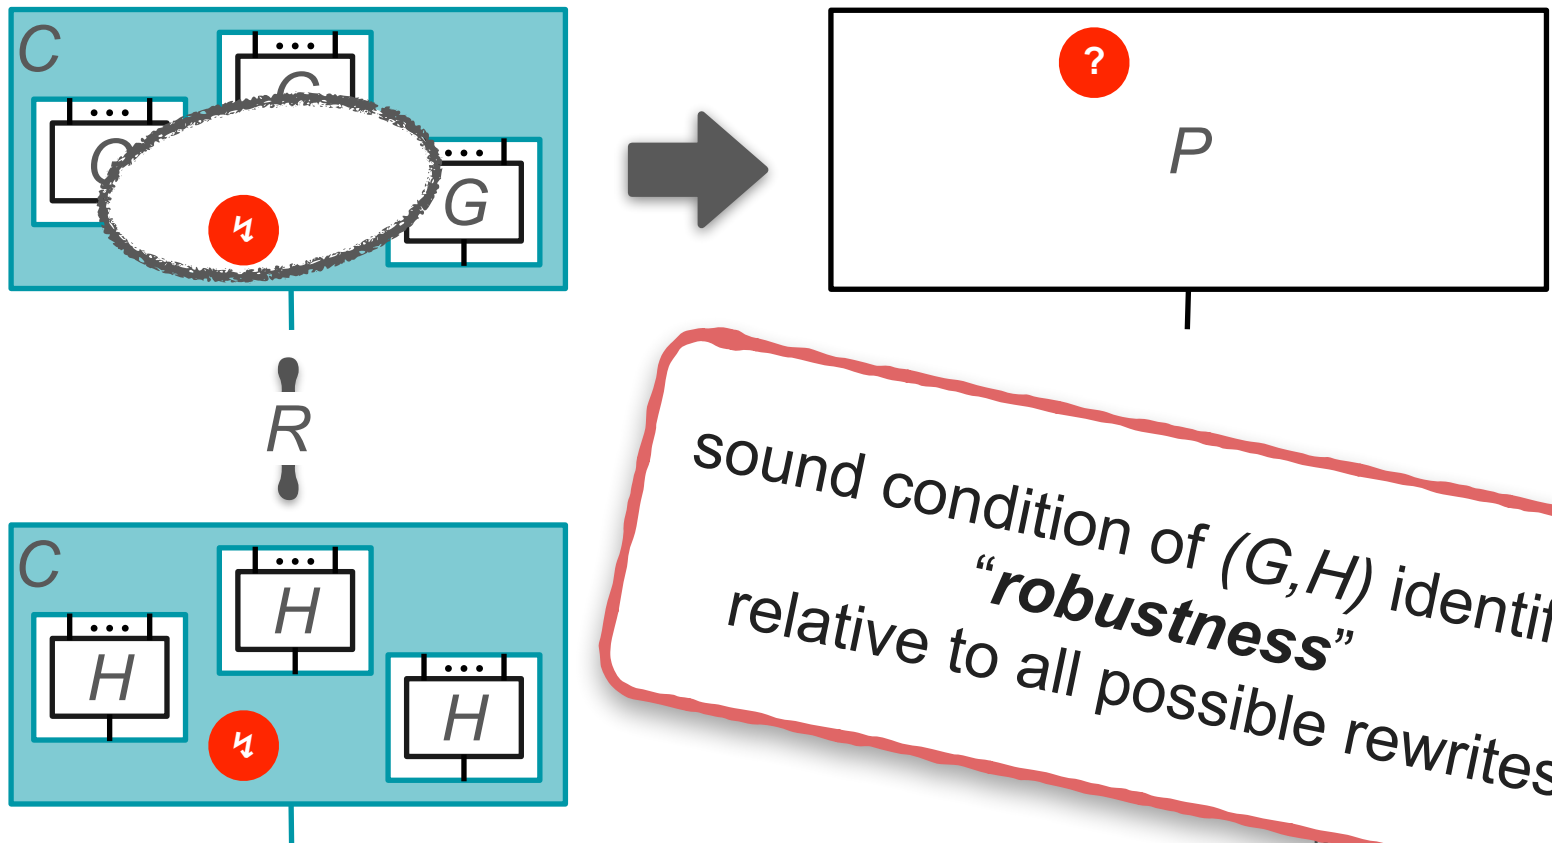 C
• • •
G
• • •
G
• • •
G
↯
?
P
R
C
• • •
H
• • •
H
• • •
H
↯
sound condition of (G,H)
“robustness”
relative to all possible rewrites